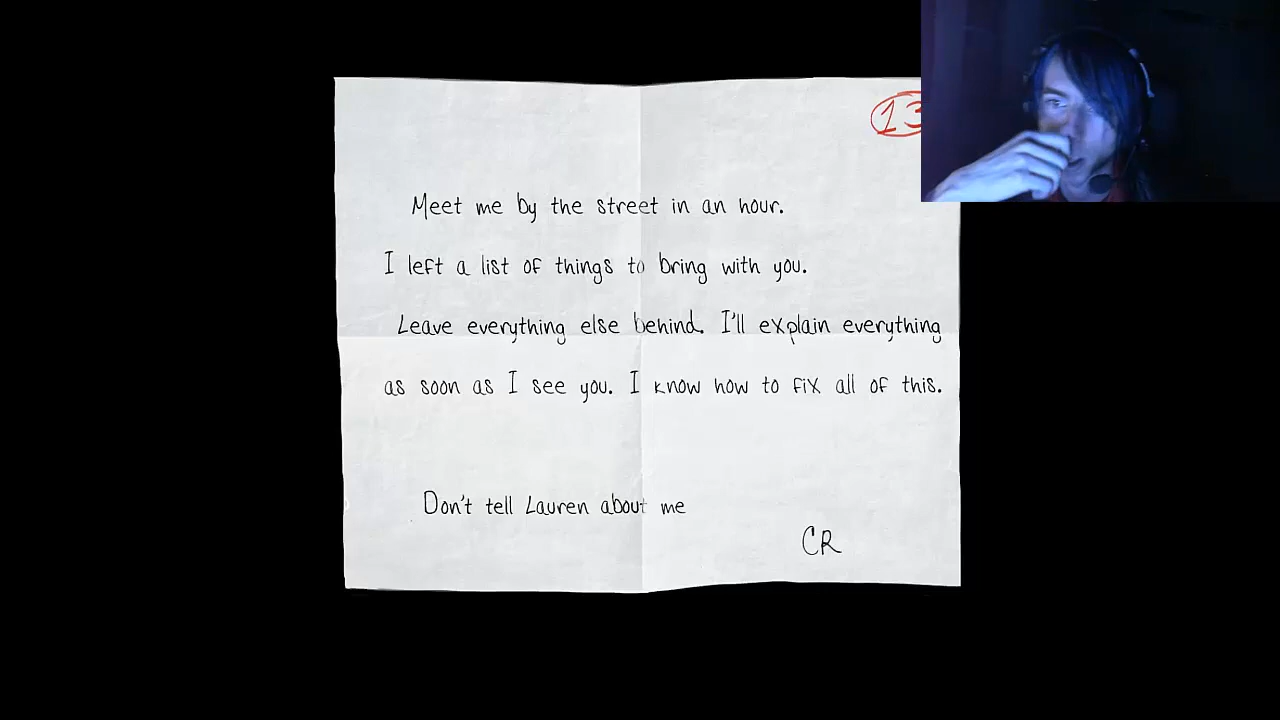 13
Meet me by the street in an hour.
I left a list of things to bring with you.
Leave everything else behind. I'll explain everything
as soon as I see you. I know how to fix all of this.
Don't tell Lauren about me
CR